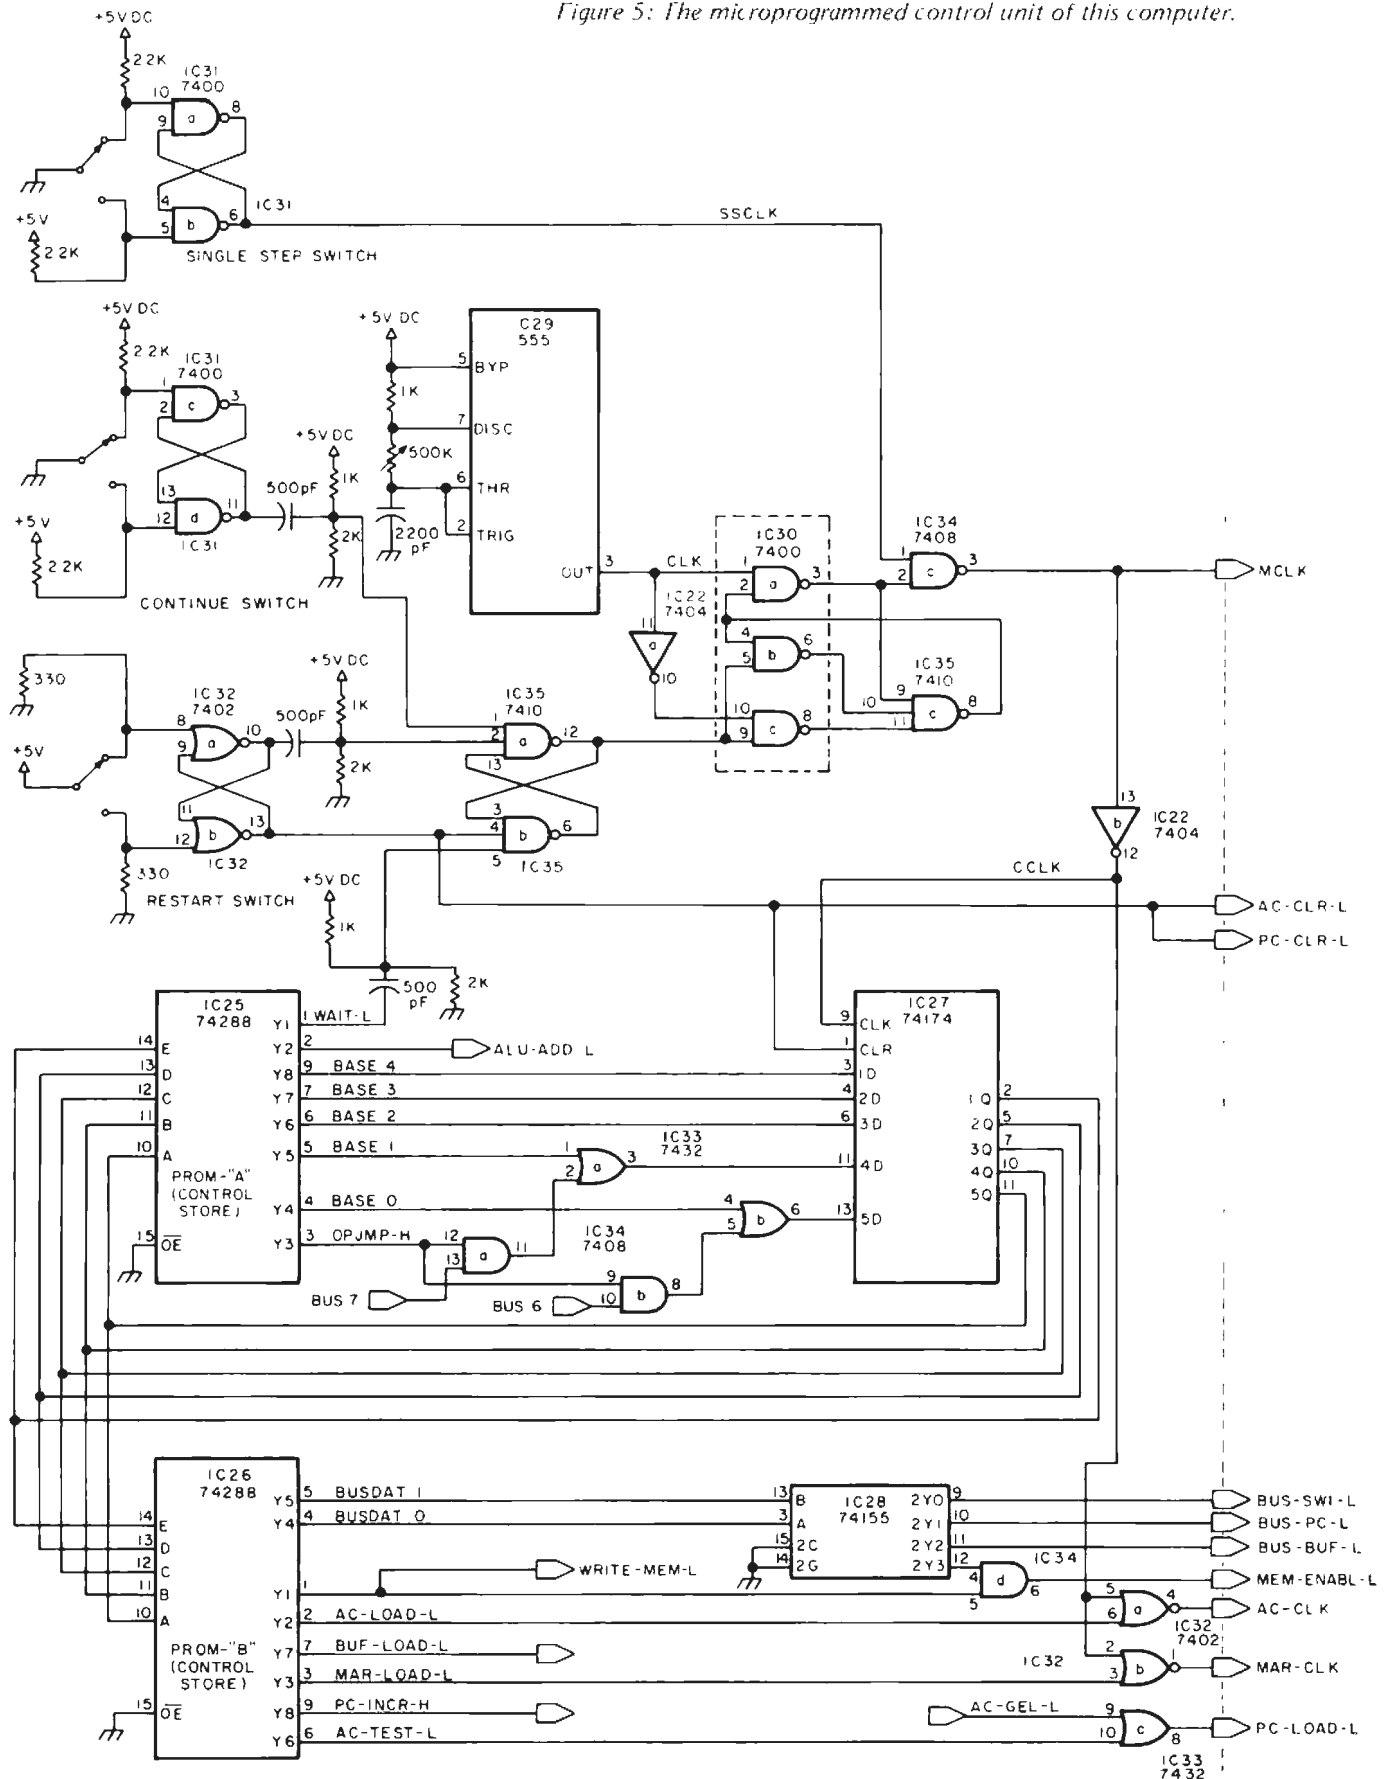 Figure 5: The microprogrammed control unit of this computer.
+5V DC
2.2K
IC31
7400
10
9
a
8
4
5
b
6
IC31
+5V
2.2K
SINGLE STEP SWITCH
SSCLK
+5V DC
2.2K
IC31
7400
1
2
c
3
13
12
d
11
IC31
500pF
+5V DC
1K
2K
+5V
2.2K
CONTINUE SWITCH
+5V DC
1K
500K
2200
pF
C29
555
5
BYP
7
DISC
6
THR
2
TRIG
OUT
3
CLK
IC22
7404
11
a
10
IC30
7400
1
2
a
3
4
5
b
6
10
9
c
8
IC34
7408
1
2
c
3
MCLK
IC35
7410
9
10
11
c
8
330
+5V
IC32
7402
8
9
a
10
11
12
b
13
IC32
330
RESTART SWITCH
500pF
+5V DC
1K
2K
IC35
7410
1
2
13
a
12
3
4
5
b
6
IC35
13
b
12
IC22
7404
CCLK
AC-CLR-L
PC-CLR-L
+5V DC
1K
500
pF
2K
IC25
74288
14 E
13 D
12 C
11 B
10 A
15 OE
PROM-"A"
(CONTROL
STORE)
Y1 1 WAIT-L
Y2 2 ALU-ADD L
Y8 9 BASE 4
Y7 7 BASE 3
Y6 6 BASE 2
Y5 5 BASE 1
Y4 4 BASE 0
Y3 3 OPJMP-H
BUS 7
BUS 6
12
13
a
11
IC34
7408
9
10
b
8
IC33
7432
1
2
a
3
4
5
b
6
IC27
74174
9 CLK
1 CLR
3 1D
4 2D
6 3D
11 4D
13 5D
1Q 2
2Q 5
3Q 7
4Q 10
5Q 11
IC26
74288
14 E
13 D
12 C
11 B
10 A
15 OE
PROM-"B"
(CONTROL
STORE)
Y5 5 BUSDAT 1
Y4 4 BUSDAT 0
Y1 1
WRITE-MEM-L
Y2 2 AC-LOAD-L
Y7 7 BUF-LOAD-L
Y3 3 MAR-LOAD-L
Y8 9 PC-INCR-H
Y6 6 AC-TEST-L
IC28
74155
13 B
3 A
15 2C
14 2G
2Y0 9
2Y1 10
2Y2 11
2Y3 12
BUS-SW1-L
BUS-PC-L
BUS-BUF-L
IC34
4
5
d
6
MEM-ENABL-L
5
6
a
4
AC-CLK
IC32
7402
IC32
2
3
b
1
MAR-CLK
AC-GEL-L
9
10
c
8
PC-LOAD-L
IC33
7432